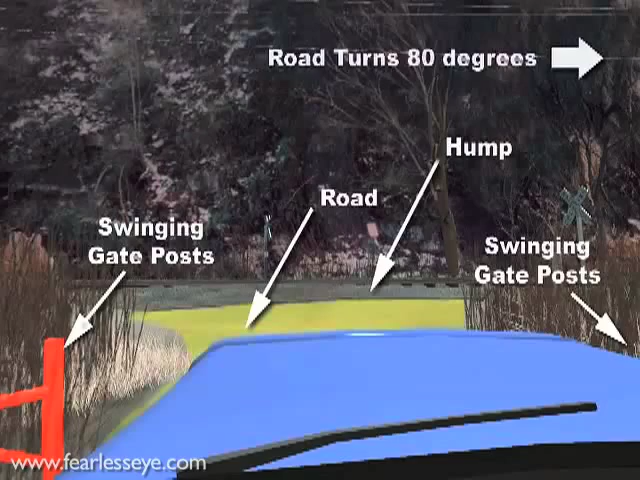 Road Turns 80 degrees
Hump
Road
Swinging
Gate Posts
Swinging
Gate Posts
www.fearlesseye.com